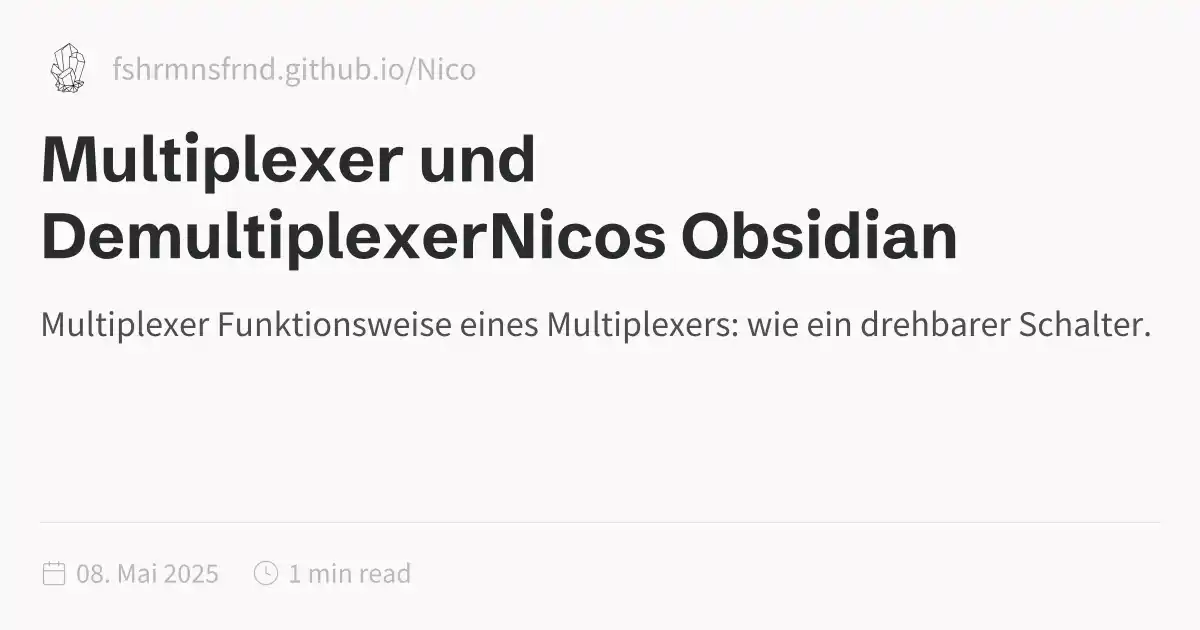 fshrmnsfrnd.github.io/Nico
Multiplexer und
DemultiplexerNicos Obsidian
Multiplexer Funktionsweise eines Multiplexers: wie ein drehbarer Schalter.
08. Mai 2025 1 min read